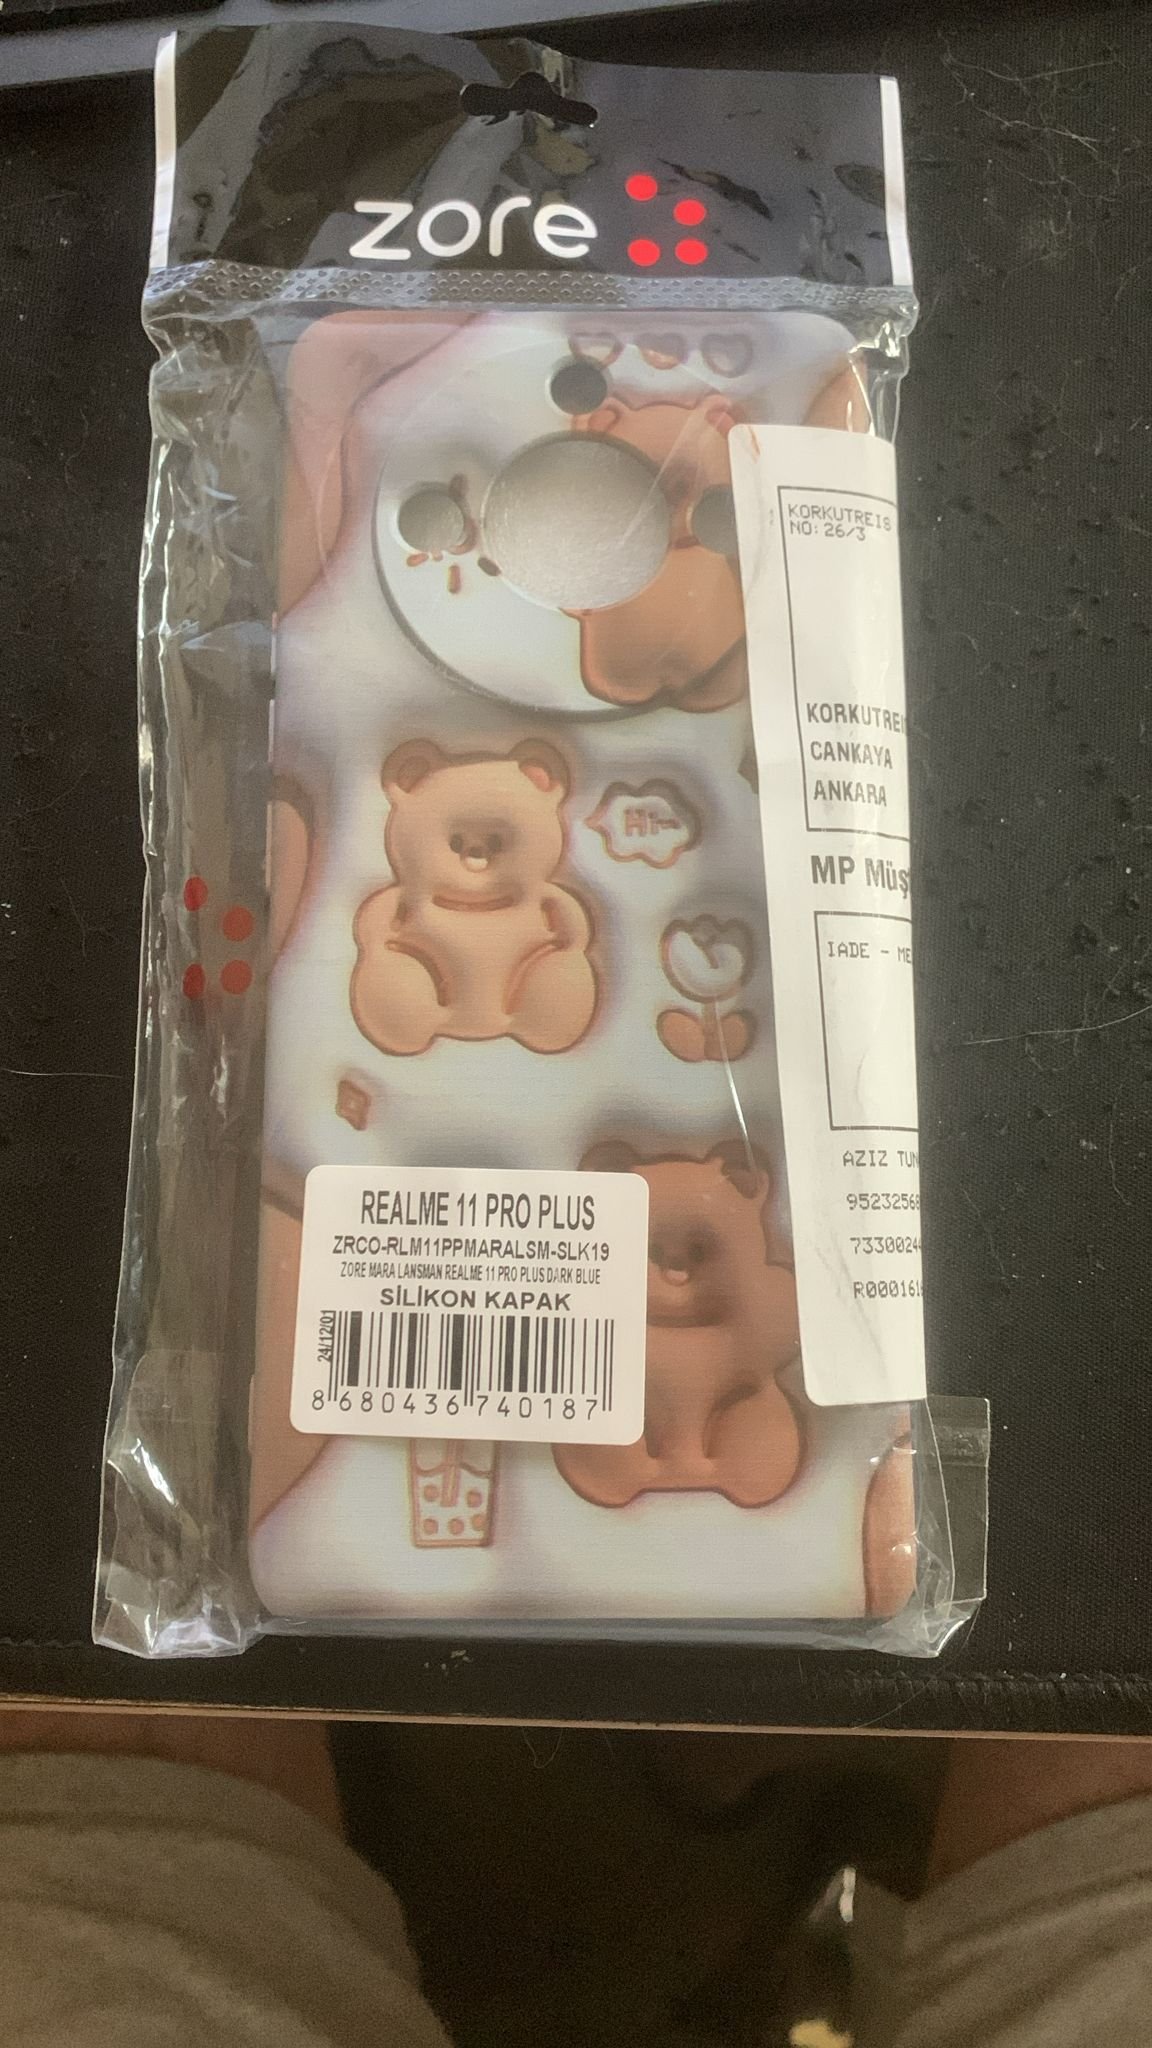 zore
KORKUTREIS
NO: 26/3
KORKUTREI
CANKAYA
ANKARA
MP Müş
IADE - ME
AZIZ TUN
Hi~
REALME 11 PRO PLUS
ZRCO-RLM11PPMARALSM-SLK19
ZORE MARA LANSMAN REALME 11 PRO PLUS DARK BLUE
SİLİKON KAPAK
24/12/01
8 680436 740187
95232568
7330024
R000161